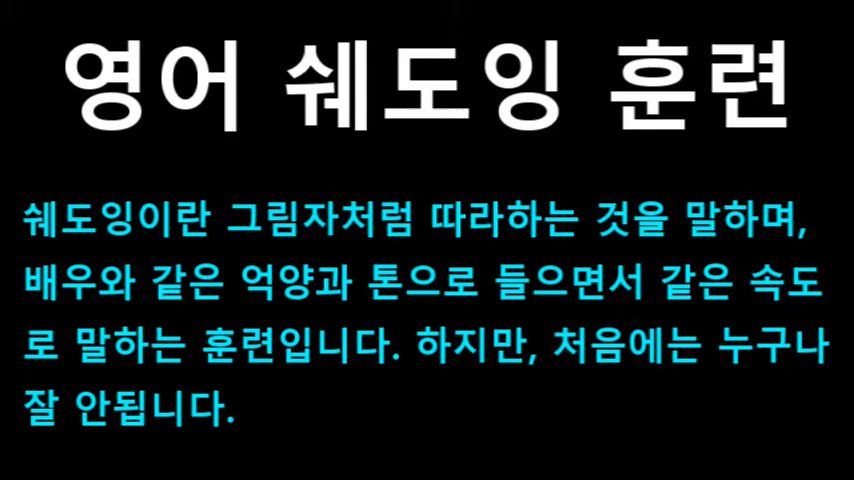 영어 쉐도잉 훈련
쉐도잉이란 그림자처럼 따라하는 것을 말하며,
배우와 같은 억양과 톤으로 들으면서 같은 속도
로 말하는 훈련입니다. 하지만, 처음에는 누구나
잘 안됩니다.